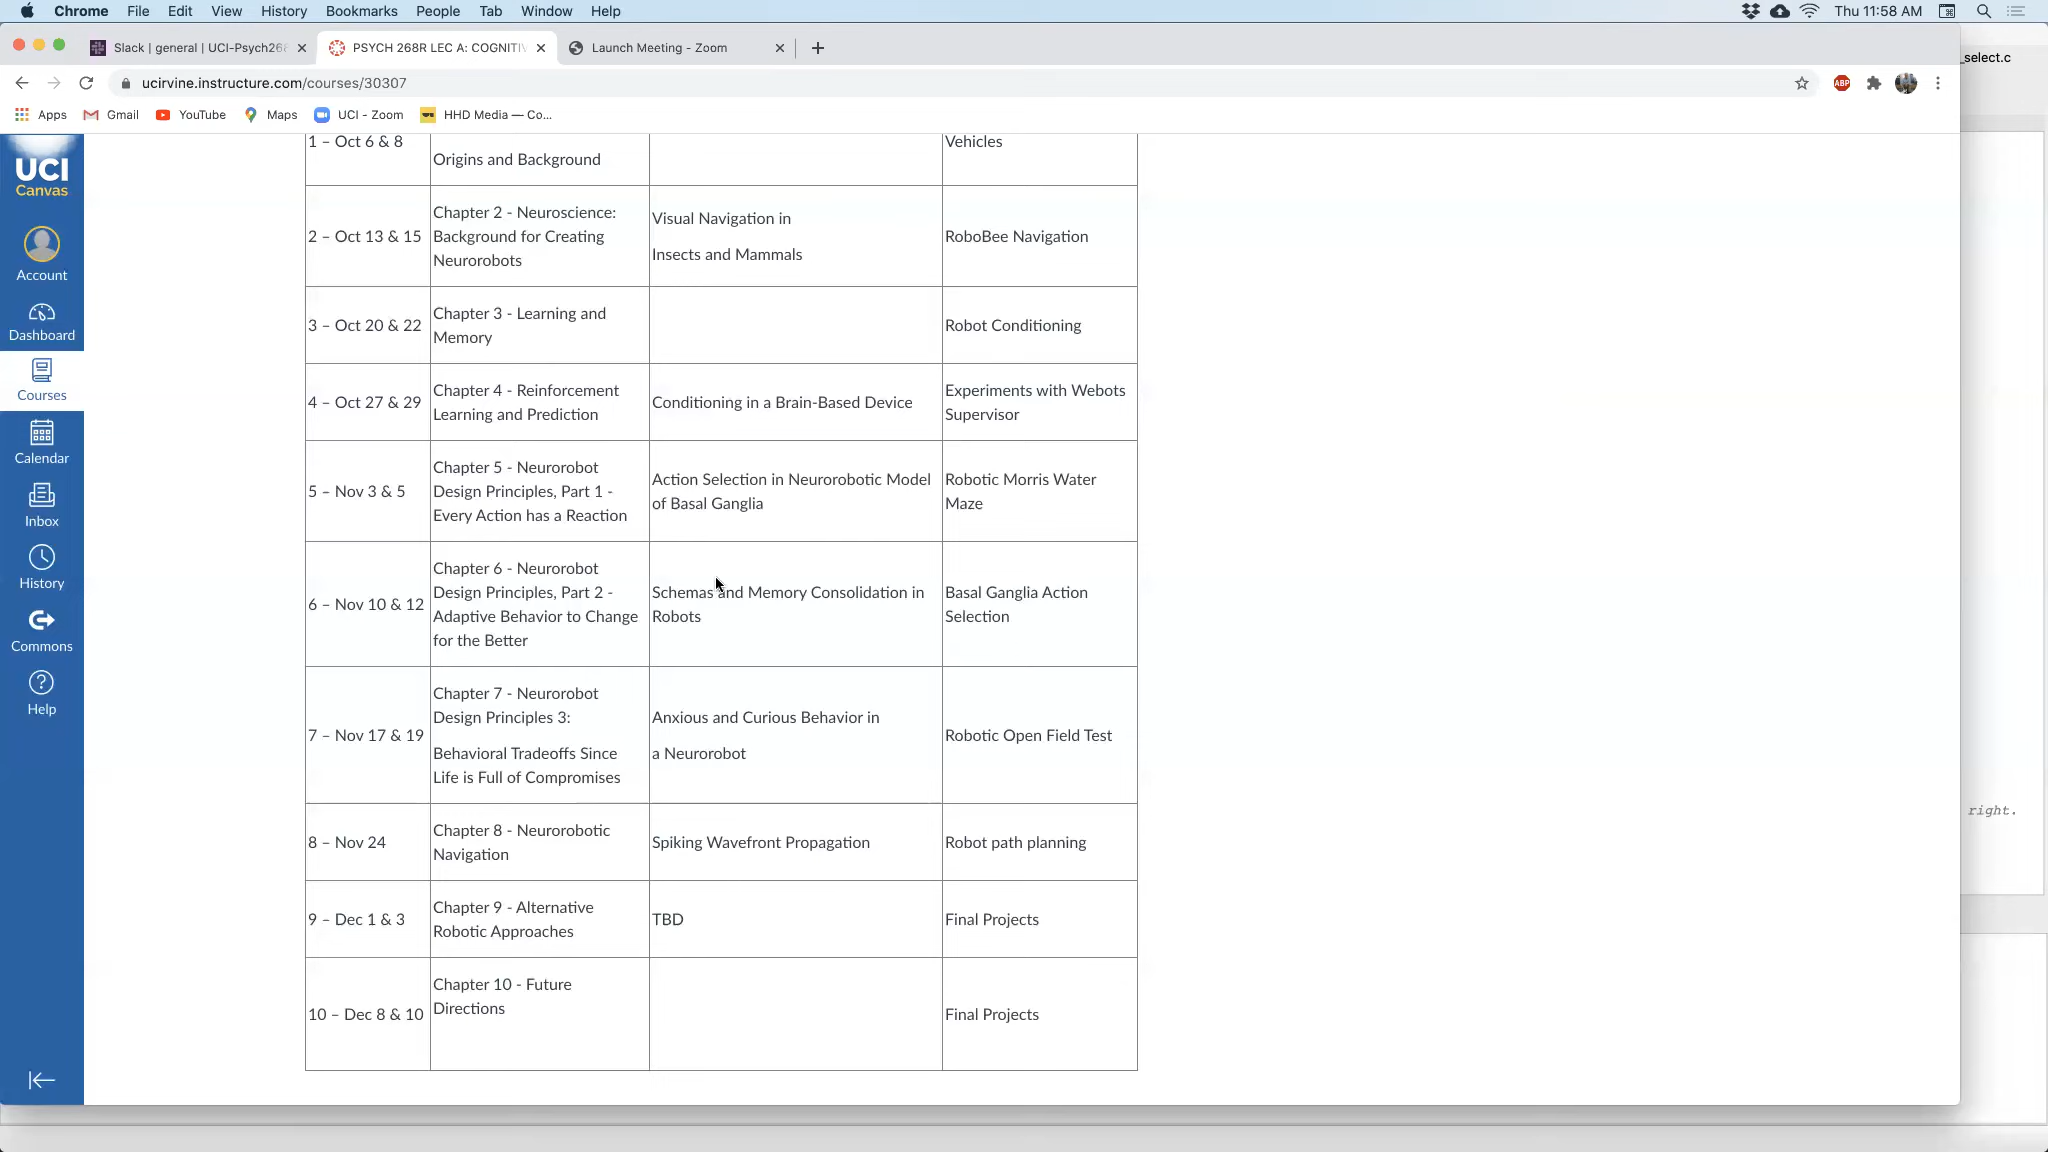 Chrome File Edit View History Bookmarks People Tab Window Help Thu 11:58 AM
Slack | general | UCI-Psych268 PSYCH 268R LEC A: COGNITIV Launch Meeting - Zoom
_select.c
ucirvine.instructure.com/courses/30307 ABP
Apps Gmail YouTube Maps UCI - Zoom HHD Media — Co...
UCI
Canvas
Account
Dashboard
Courses
Calendar
Inbox
History
Commons
Help
1 – Oct 6 & 8
Origins and Background
Vehicles
2 – Oct 13 & 15
Chapter 2 - Neuroscience:
Background for Creating
Neurorobots
Visual Navigation in
Insects and Mammals
RoboBee Navigation
3 – Oct 20 & 22
Chapter 3 - Learning and
Memory
Robot Conditioning
4 – Oct 27 & 29
Chapter 4 - Reinforcement
Learning and Prediction
Conditioning in a Brain-Based Device
Experiments with Webots
Supervisor
5 – Nov 3 & 5
Chapter 5 - Neurorobot
Design Principles, Part 1 -
Every Action has a Reaction
Action Selection in Neurorobotic Model
of Basal Ganglia
Robotic Morris Water
Maze
6 – Nov 10 & 12
Chapter 6 - Neurorobot
Design Principles, Part 2 -
Adaptive Behavior to Change
for the Better
Schemas and Memory Consolidation in
Robots
Basal Ganglia Action
Selection
7 – Nov 17 & 19
Chapter 7 - Neurorobot
Design Principles 3:
Behavioral Tradeoffs Since
Life is Full of Compromises
Anxious and Curious Behavior in
a Neurorobot
Robotic Open Field Test
8 – Nov 24
Chapter 8 - Neurorobotic
Navigation
Spiking Wavefront Propagation
Robot path planning
9 – Dec 1 & 3
Chapter 9 - Alternative
Robotic Approaches
TBD
Final Projects
10 – Dec 8 & 10
Chapter 10 - Future
Directions
Final Projects
right.